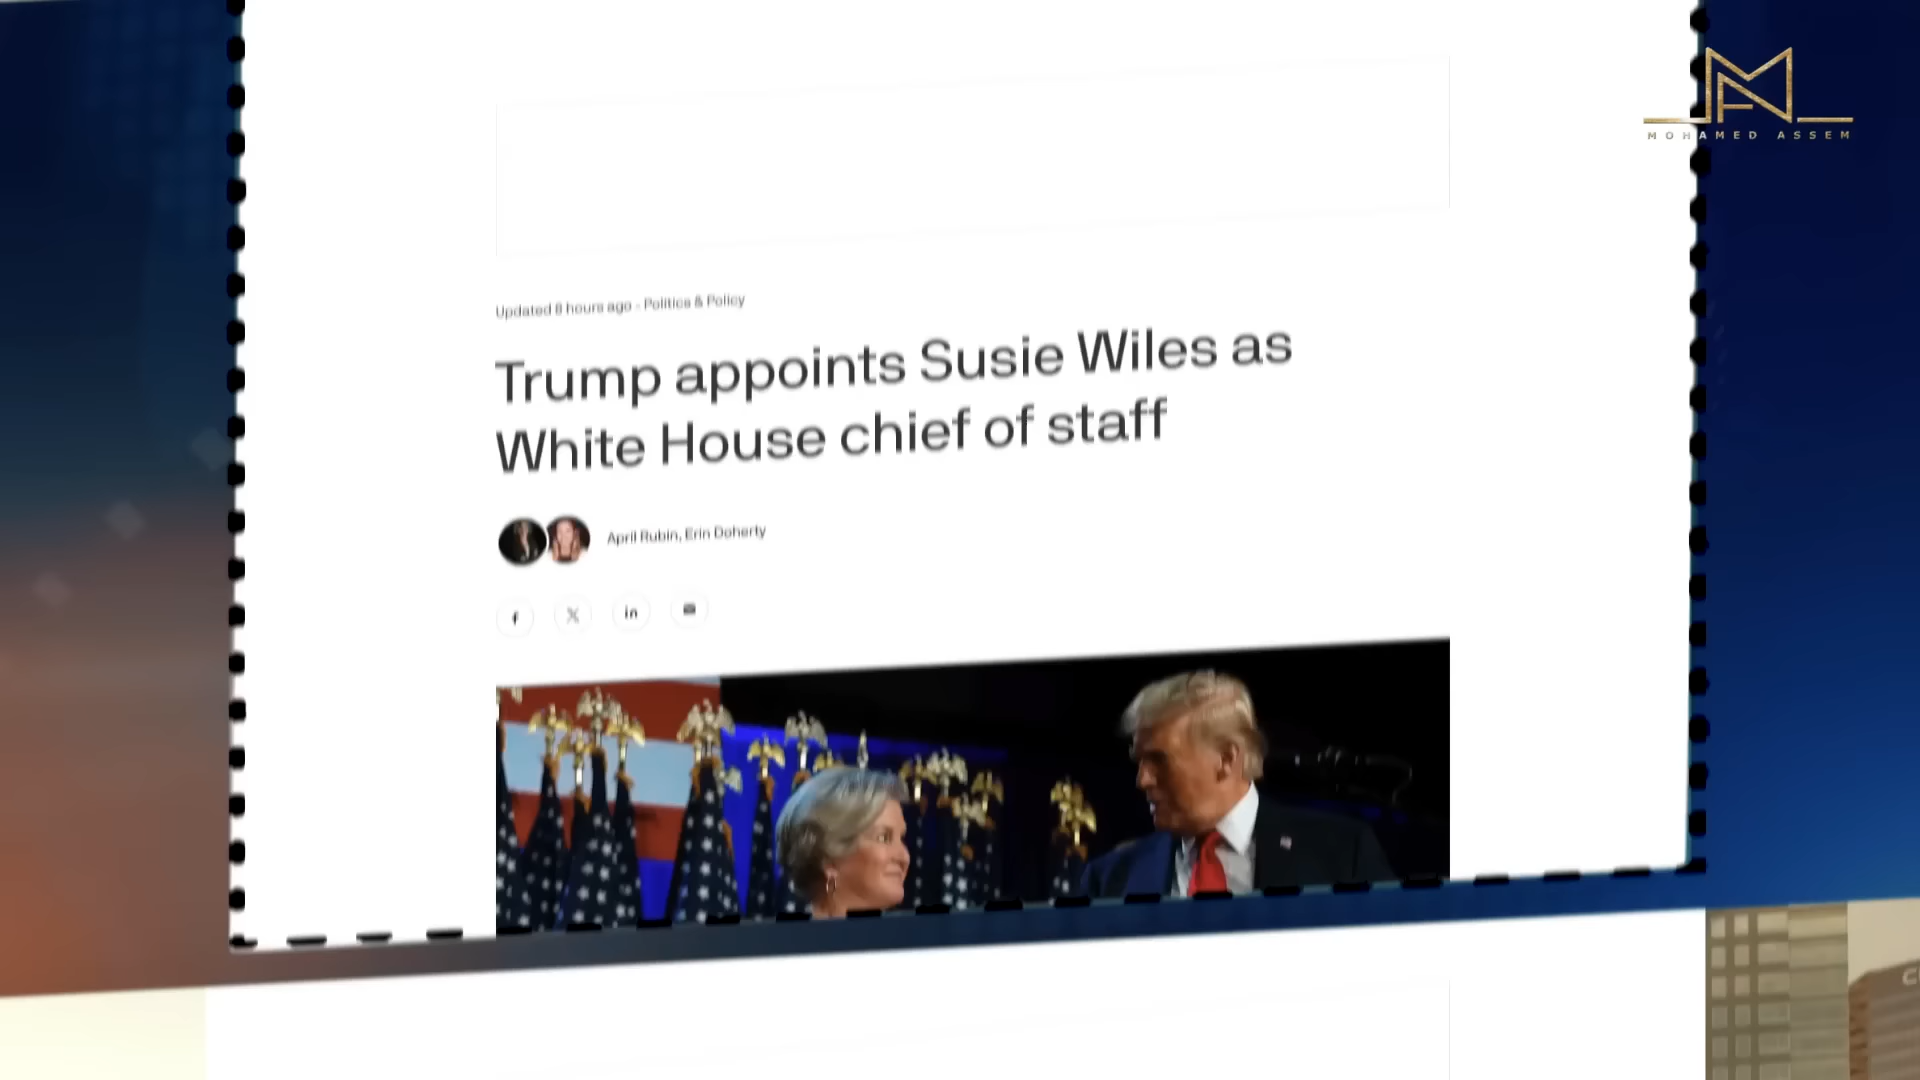 MOHAMED ASSEM
Updated 8 hours ago - Politics & Policy
Trump appoints Susie Wiles as
White House chief of staff
April Rubin, Erin Doherty
f
X
in